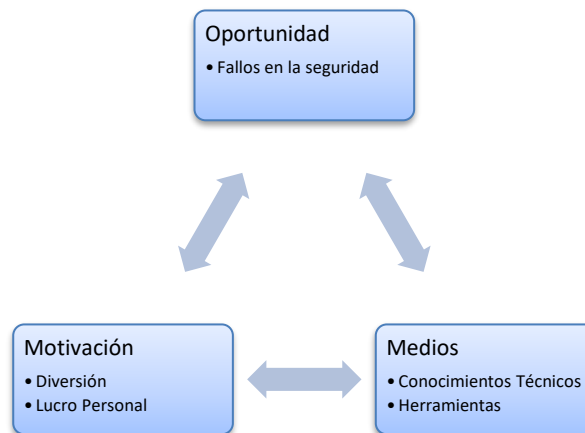 Oportunidad
• Fallos en la seguridad
Motivación
• Diversión
• Lucro Personal
Medios
• Conocimientos Técnicos
• Herramientas